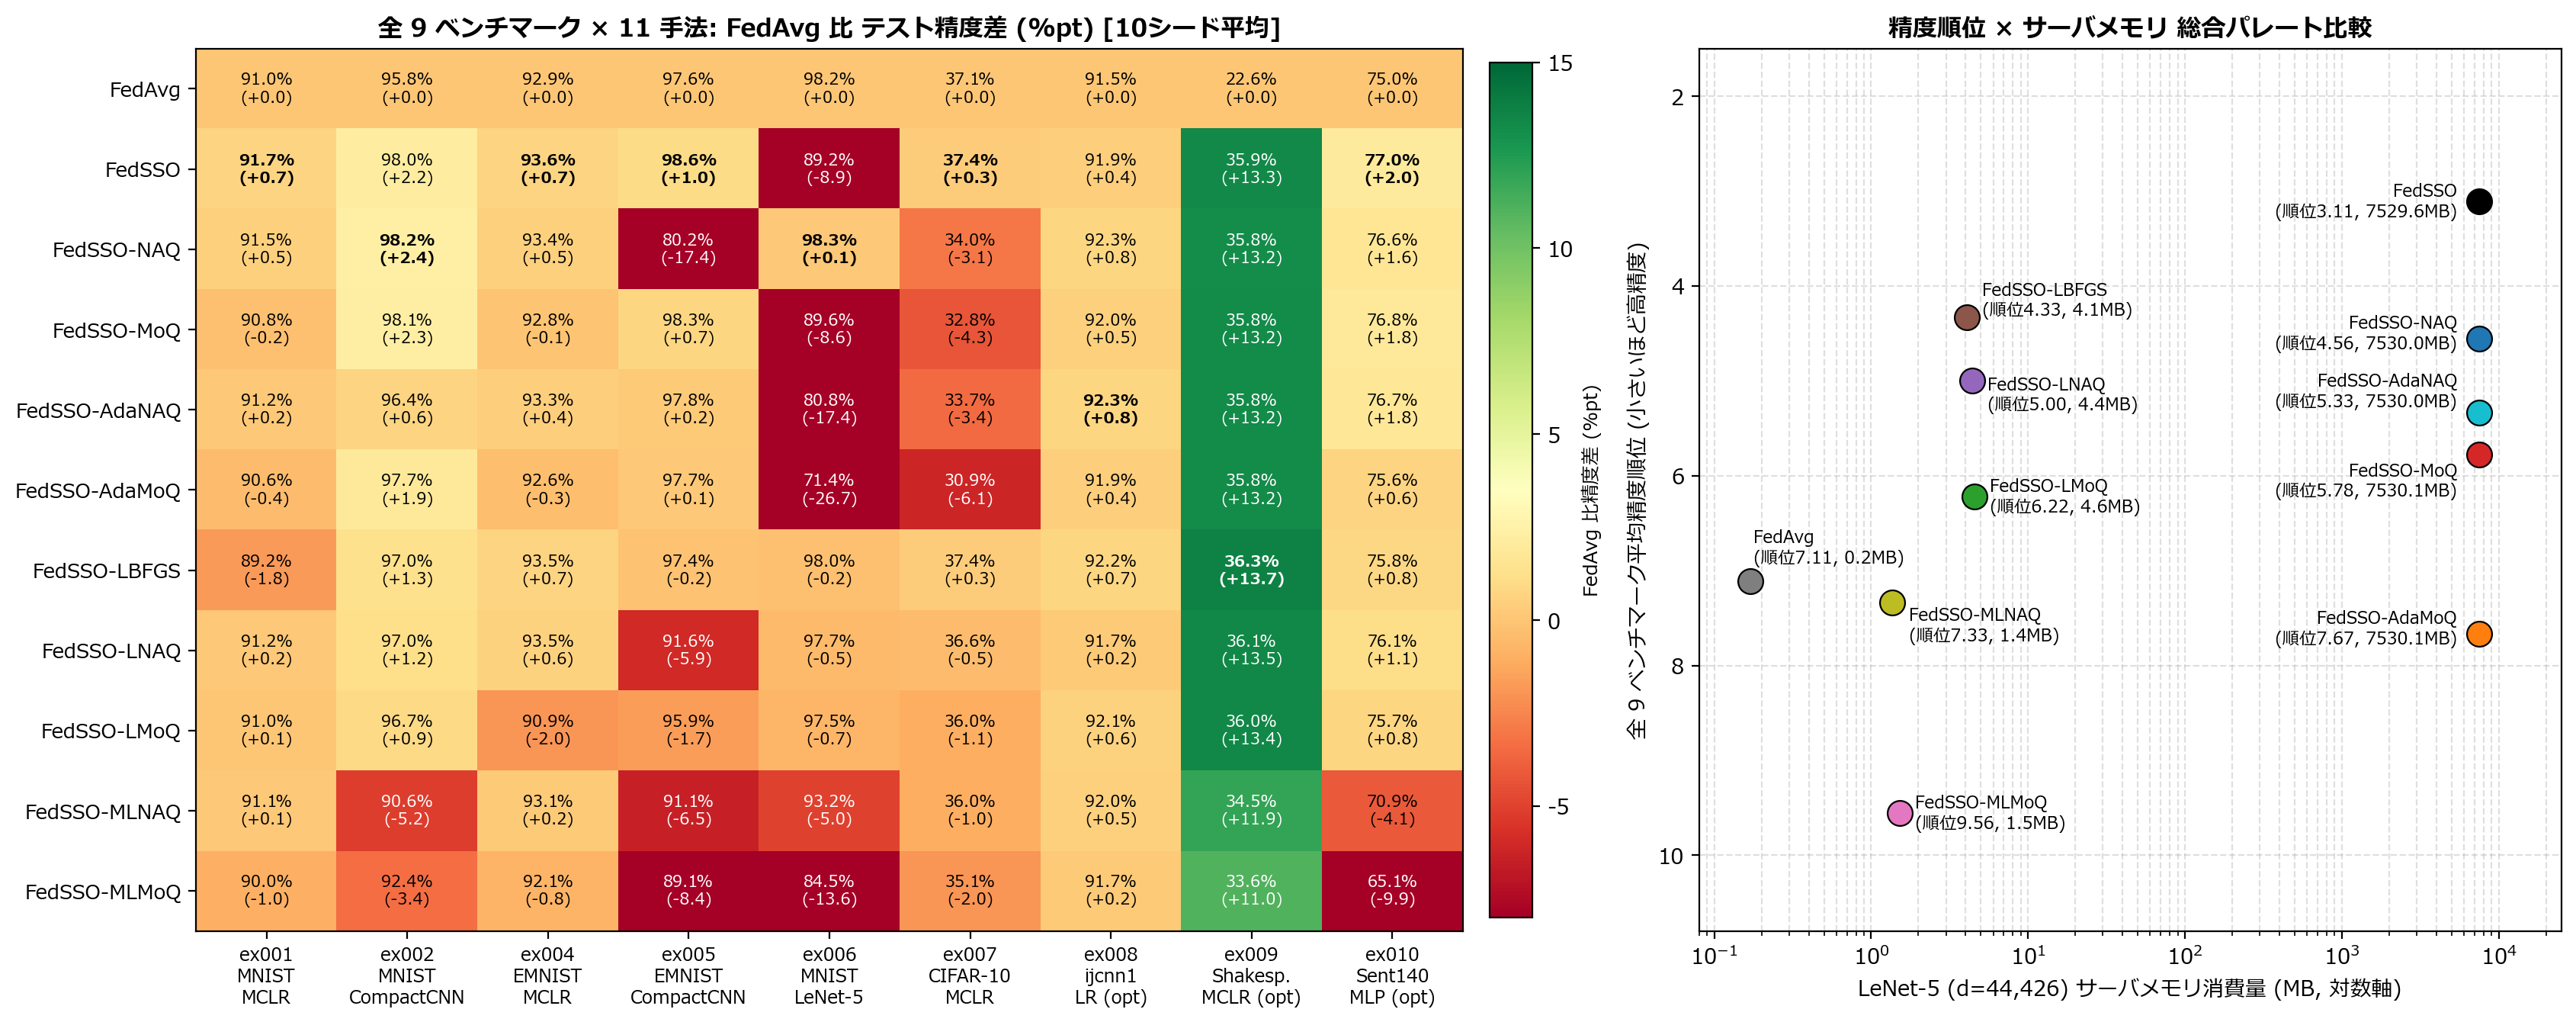 全 9 ベンチマーク × 11 手法: FedAvg 比 テスト精度差 (%pt) [10シード平均]
FedAvg
91.0% 95.8% 92.9% 97.6% 98.2% 37.1% 91.5% 22.6% 75.0%
(+0.0) (+0.0) (+0.0) (+0.0) (+0.0) (+0.0) (+0.0) (+0.0) (+0.0)
FedSSO
91.7% 98.0% 93.6% 98.6% 89.2% 37.4% 91.9% 35.9% 77.0%
(+0.7) (+2.2) (+0.7) (+1.0) (-8.9) (+0.3) (+0.4) (+13.3) (+2.0)
FedSSO-NAQ
91.5% 98.2% 93.4% 80.2% 98.3% 34.0% 92.3% 35.8% 76.6%
(+0.5) (+2.4) (+0.5) (-17.4) (+0.1) (-3.1) (+0.8) (+13.2) (+1.6)
FedSSO-MoQ
90.8% 98.1% 92.8% 98.3% 89.6% 32.8% 92.0% 35.8% 76.8%
(-0.2) (+2.3) (-0.1) (+0.7) (-8.6) (-4.3) (+0.5) (+13.2) (+1.8)
FedSSO-AdaNAQ
91.2% 96.4% 93.3% 97.8% 80.8% 33.7% 92.3% 35.8% 76.7%
(+0.2) (+0.6) (+0.4) (+0.2) (-17.4) (-3.4) (+0.8) (+13.2) (+1.8)
FedSSO-AdaMoQ
90.6% 97.7% 92.6% 97.7% 71.4% 30.9% 91.9% 35.8% 75.6%
(-0.4) (+1.9) (-0.3) (+0.1) (-26.7) (-6.1) (+0.4) (+13.2) (+0.6)
FedSSO-LBFGS
89.2% 97.0% 93.5% 97.4% 98.0% 37.4% 92.2% 36.3% 75.8%
(-1.8) (+1.3) (+0.7) (-0.2) (-0.2) (+0.3) (+0.7) (+13.7) (+0.8)
FedSSO-LNAQ
91.2% 97.0% 93.5% 91.6% 97.7% 36.6% 91.7% 36.1% 76.1%
(+0.2) (+1.2) (+0.6) (-5.9) (-0.5) (-0.5) (+0.2) (+13.5) (+1.1)
FedSSO-LMoQ
91.0% 96.7% 90.9% 95.9% 97.5% 36.0% 92.1% 36.0% 75.7%
(+0.1) (+0.9) (-2.0) (-1.7) (-0.7) (-1.1) (+0.6) (+13.4) (+0.8)
FedSSO-MLNAQ
91.1% 90.6% 93.1% 91.1% 93.2% 36.0% 92.0% 34.5% 70.9%
(+0.1) (-5.2) (+0.2) (-6.5) (-5.0) (-1.0) (+0.5) (+11.9) (-4.1)
FedSSO-MLMoQ
90.0% 92.4% 92.1% 89.1% 84.5% 35.1% 91.7% 33.6% 65.1%
(-1.0) (-3.4) (-0.8) (-8.4) (-13.6) (-2.0) (+0.2) (+11.0) (-9.9)
ex001 ex002 ex004 ex005 ex006 ex007 ex008 ex009 ex010
MNIST MNIST EMNIST EMNIST MNIST CIFAR-10 ijcnn1 Shakesp. Sent140
MCLR CompactCNN MCLR CompactCNN LeNet-5 MCLR LR (opt) MCLR (opt) MLP (opt)
15
10
5
0
-5
FedAvg 比精度差 (%pt)
精度順位 × サーバメモリ 総合パレート比較
全 9 ベンチマーク平均精度順位 (小さいほど高精度)
2
4
6
8
10
FedSSO
(順位3.11, 7529.6MB)
FedSSO-LBFGS
(順位4.33, 4.1MB)
FedSSO-NAQ
(順位4.56, 7530.0MB)
FedSSO-LNAQ
(順位5.00, 4.4MB)
FedSSO-AdaNAQ
(順位5.33, 7530.0MB)
FedSSO-MoQ
(順位5.78, 7530.1MB)
FedSSO-LMoQ
(順位6.22, 4.6MB)
FedAvg
(順位7.11, 0.2MB)
FedSSO-MLNAQ
(順位7.33, 1.4MB)
FedSSO-AdaMoQ
(順位7.67, 7530.1MB)
FedSSO-MLMoQ
(順位9.56, 1.5MB)
10⁻¹ 10⁰ 10¹ 10² 10³ 10⁴
LeNet-5 (d=44,426) サーバメモリ消費量 (MB, 対数軸)